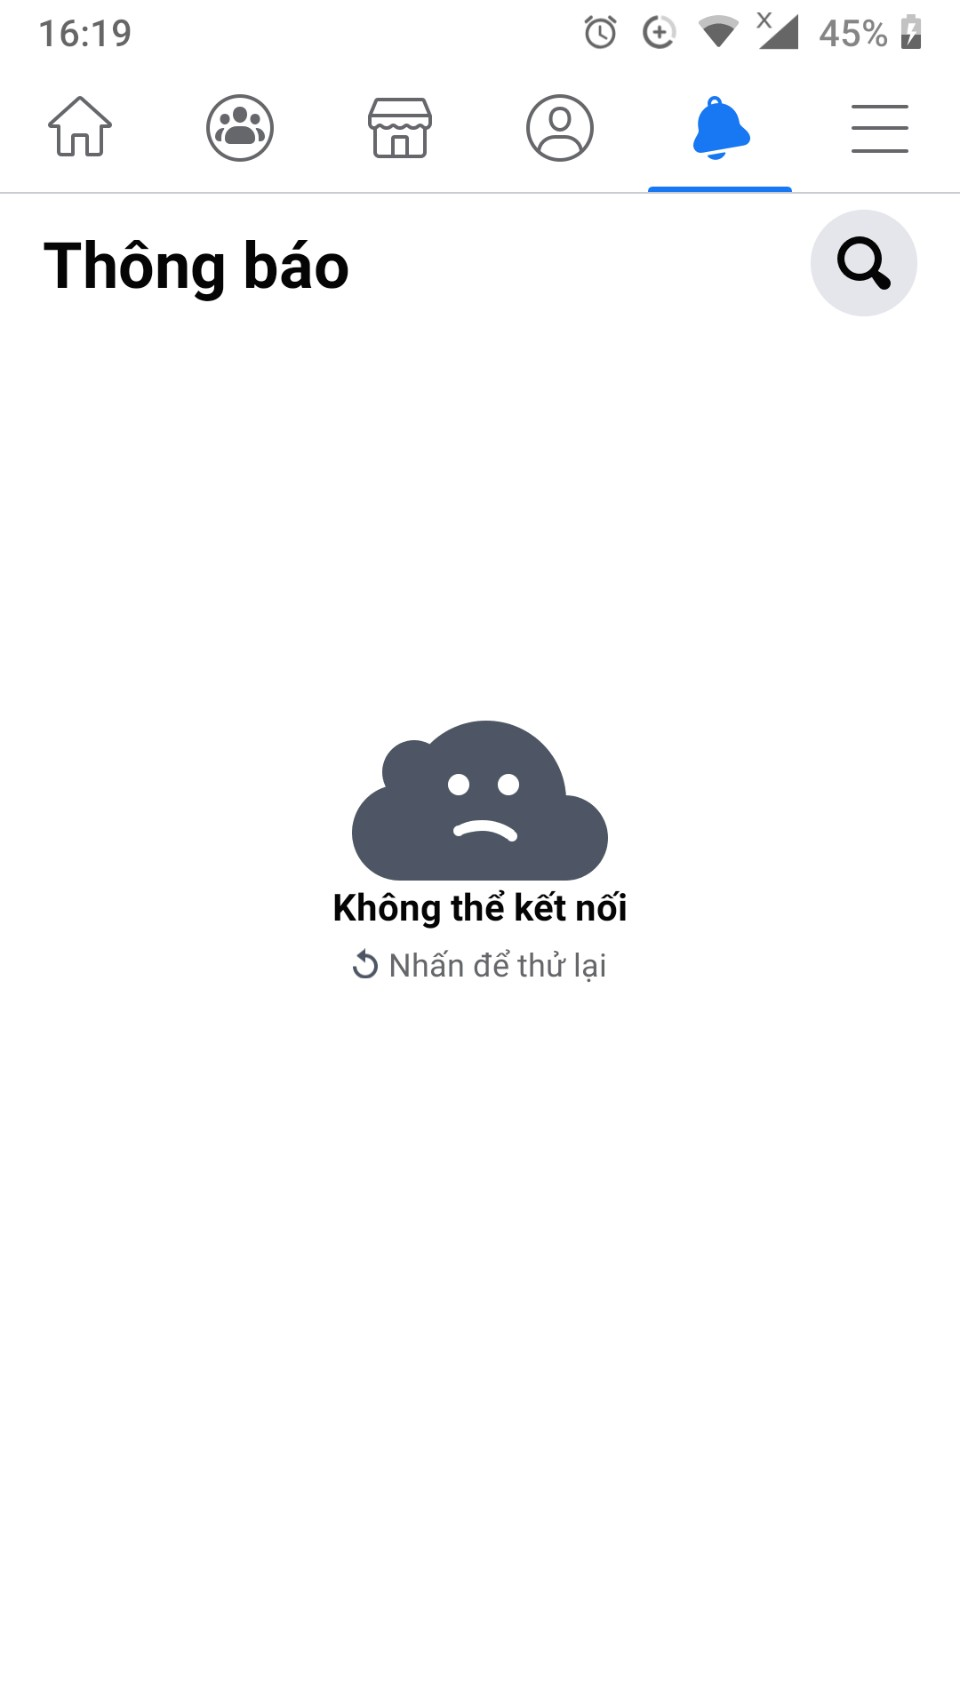 16:19 45%
Thông báo
Không thể kết nối
Nhấn để thử lại